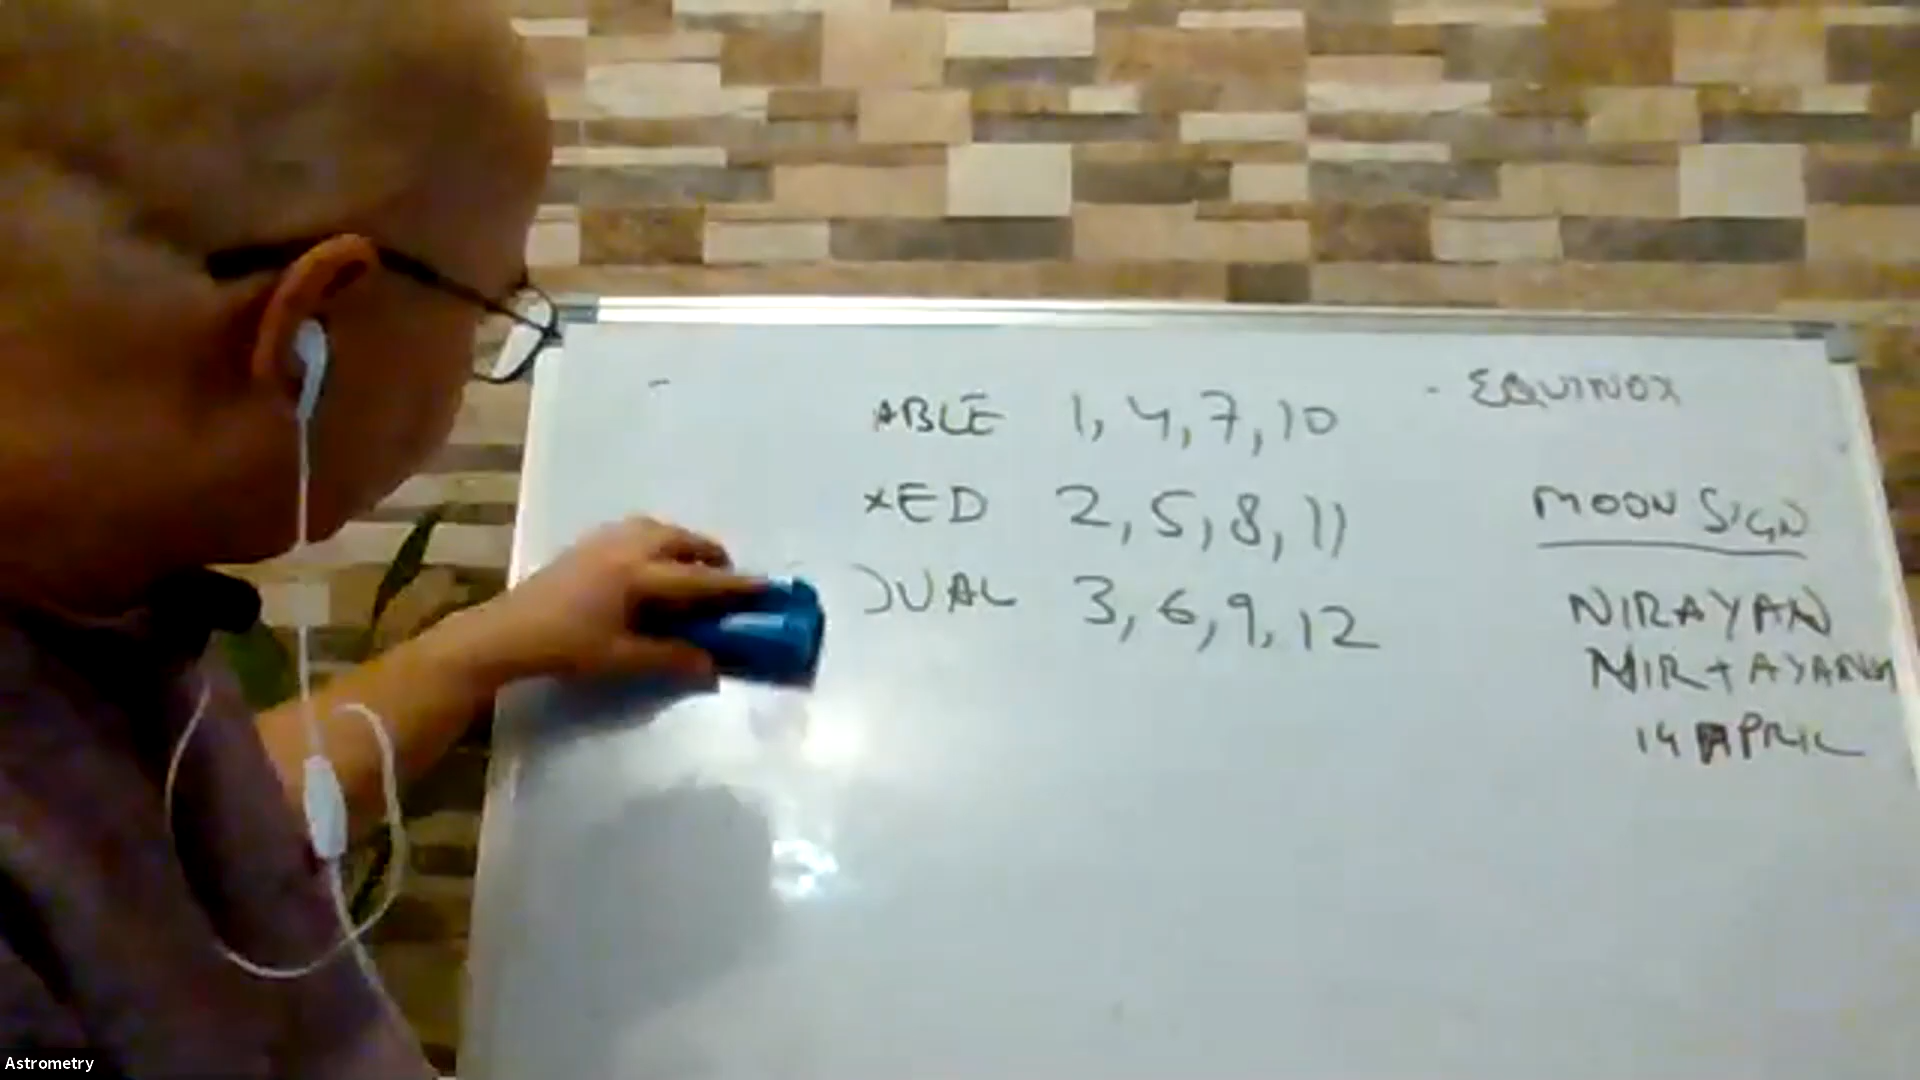 ABLE 1, 4, 7, 10
XED 2, 5, 8, 11
DUAL 3, 6, 9, 12
- EQUINOX
MOON SIGN
NIRAYAN
NIR + AYANA
14 APRIL
Astrometry